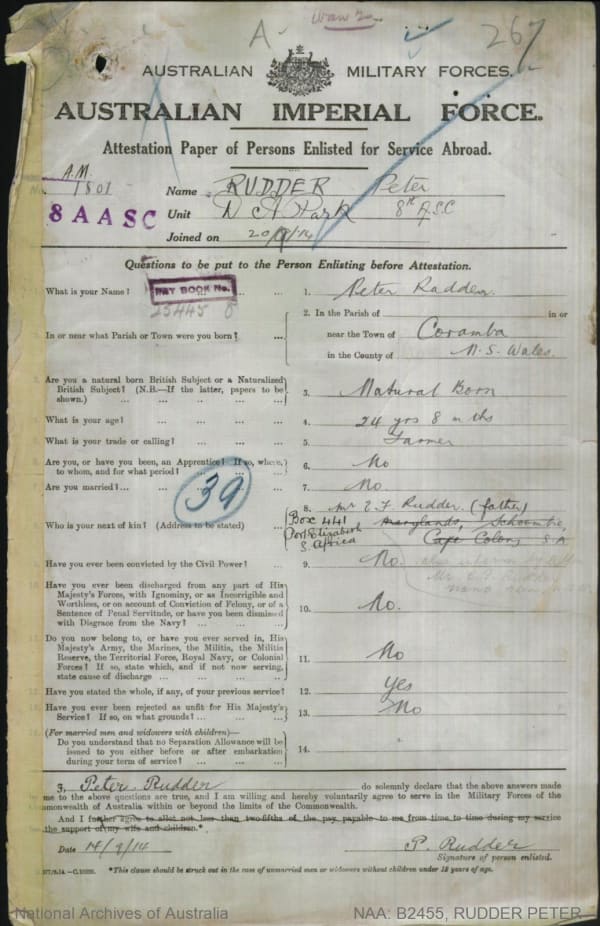 A
267
AUSTRALIAN MILITARY FORCES.
AUSTRALIAN IMPERIAL FORCE.
Attestation Paper of Persons Enlisted for Service Abroad.
A.M.
No. 1801
Name RUDDER Peter
8 A A S C
Unit D A Park 8th A.S.C
Joined on 20/9/14
Questions to be put to the Person Enlisting before Attestation.
What is your Name? ... ... 1. Peter Rudder
PAY BOOK No.
25445
2. In or near what Parish or Town were you born? ... 2. In the Parish of in or
near the Town of Coramba
in the County of N. S. Wales
3. Are you a natural born British Subject or a Naturalized
British Subject? (N.B.—If the latter, papers to be
shown.) ... 3. Natural Born
4. What is your age? ... 4. 24 yrs 8 mths
5. What is your trade or calling? ... 5. Farmer
6. Are you, or have you been, an Apprentice? If so, where,
to whom, and for what period? ... 6. No
7. Are you married? ... 7. No
39
8. Who is your next of kin? (Address to be stated) ... 8. Mr E. F. Rudder (father)
Box 441 Marylands, Schoombie,
Port Elizabeth Cape Colony S.A
S. Africa
9. Have you ever been convicted by the Civil Power? ... 9. No.
10. Have you ever been discharged from any part of His
Majesty's Forces, with Ignominy, or as Incorrigible and
Worthless, or on account of Conviction of Felony, or of a
Sentence of Penal Servitude, or have you been dismissed
with Disgrace from the Navy? ... 10. No.
11. Do you now belong to, or have you ever served in, His
Majesty's Army, the Marines, the Militia, the Militia
Reserve, the Territorial Force, Royal Navy, or Colonial
Forces? If so, state which, and if not now serving,
state cause of discharge ... 11. No
12. Have you stated the whole, if any, of your previous service? 12. Yes
13. Have you ever been rejected as unfit for His Majesty's
Service? If so, on what grounds? ... 13. No
(For married men and widowers with children)—
Do you understand that no Separation Allowance will be
issued to you either before or after embarkation
during your term of service? 14.
I, Peter Rudder do solemnly declare that the above answers made
by me to the above questions are true, and I am willing and hereby voluntarily agree to serve in the Military Forces of the
Commonwealth of Australia within or beyond the limits of the Commonwealth.
And I further agree to allot not less than two-fifths of the pay payable to me from time to time during my service
the support of my wife and children.*
Date 14/9/14 P. Rudder
Signature of person enlisted.
*This clause should be struck out in the case of unmarried men or widowers without children under 18 years of age.
National Archives of Australia NAA: B2455, RUDDER PETER